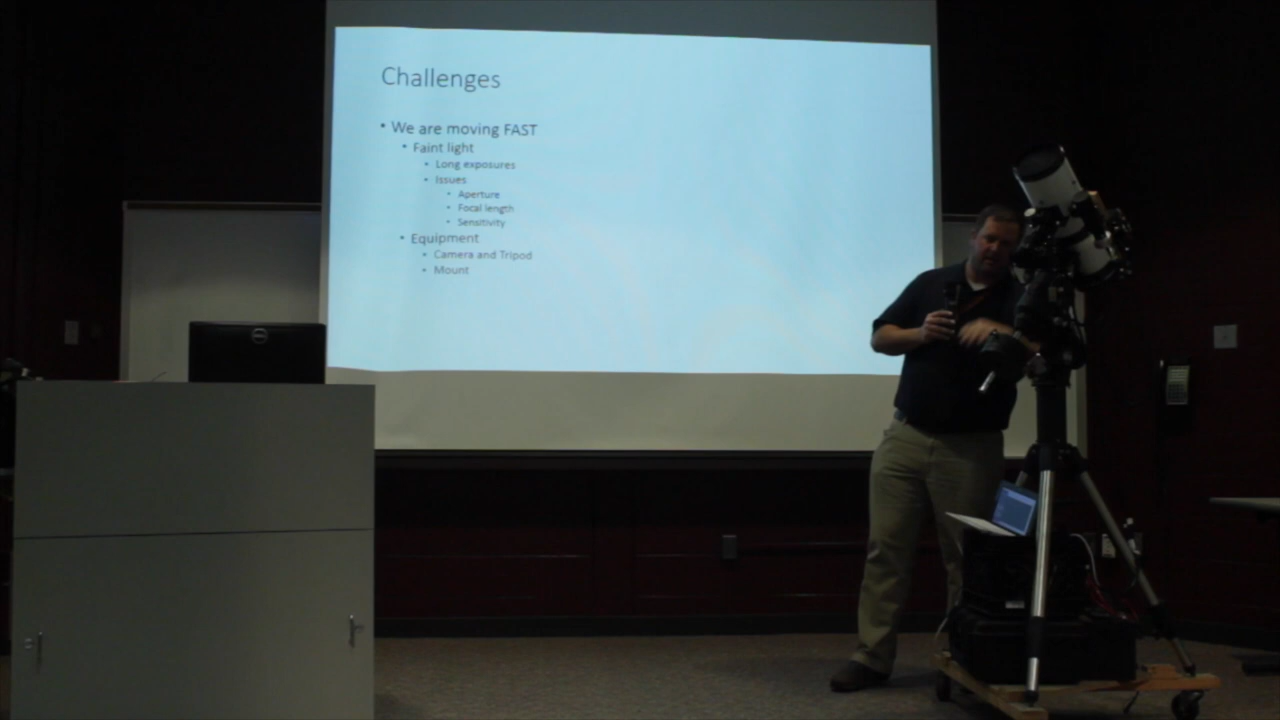 Challenges
• We are moving FAST
• Faint light
• Long exposures
• Issues
• Aperture
• Focal length
• Sensitivity
• Equipment
• Camera and Tripod
• Mount
DELL